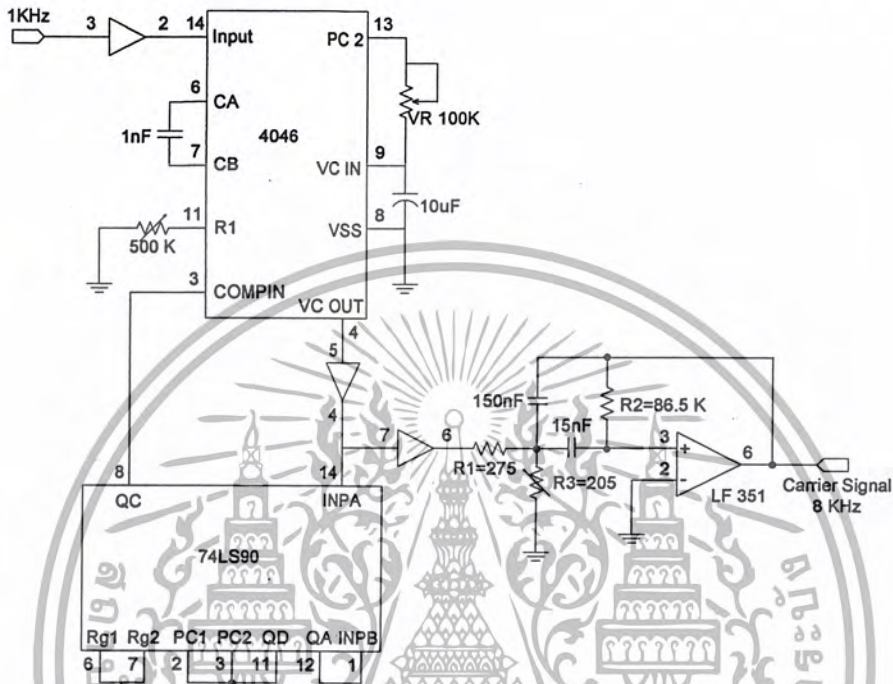 1KHz
3
2
14
Input
PC 2
13
6
CA
1nF
7
CB
4046
VR 100K
VC IN
9
10uF
11
R1
500 K
VSS
8
3
COMPIN
VC OUT
4
5
4
7
6
150nF
15nF
R2=86.5 K
R1=275
R3=205
3
+
2
-
6
LF 351
Carrier Signal
8 KHz
8
QC
14
INPA
74LS90
Rg1 Rg2 PC1 PC2 QD QA INPB
6 7 2 3 11 12 1